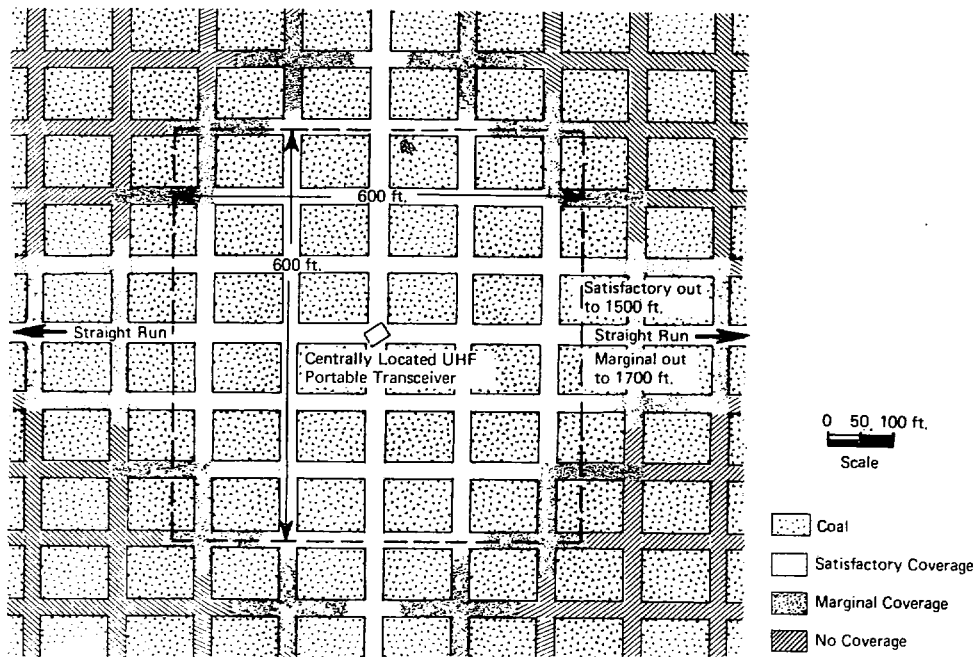 600 ft.
600 ft.
Satisfactory out
to 1500 ft.
Straight Run
Straight Run
Centrally Located UHF
Portable Transceiver
Marginal out
to 1700 ft.
0 50. 100 ft.
Scale
Coal
Satisfactory Coverage
Marginal Coverage
No Coverage